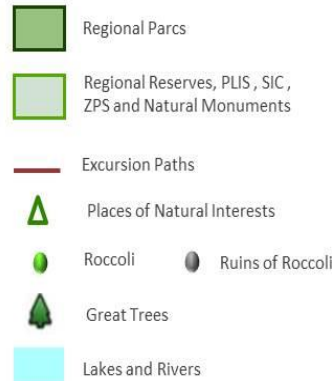 Regional Parcs
Regional Reserves, PLIS , SIC ,
ZPS and Natural Monuments
Excursion Paths
Places of Natural Interests
Roccoli
Ruins of Roccoli
Great Trees
Lakes and Rivers